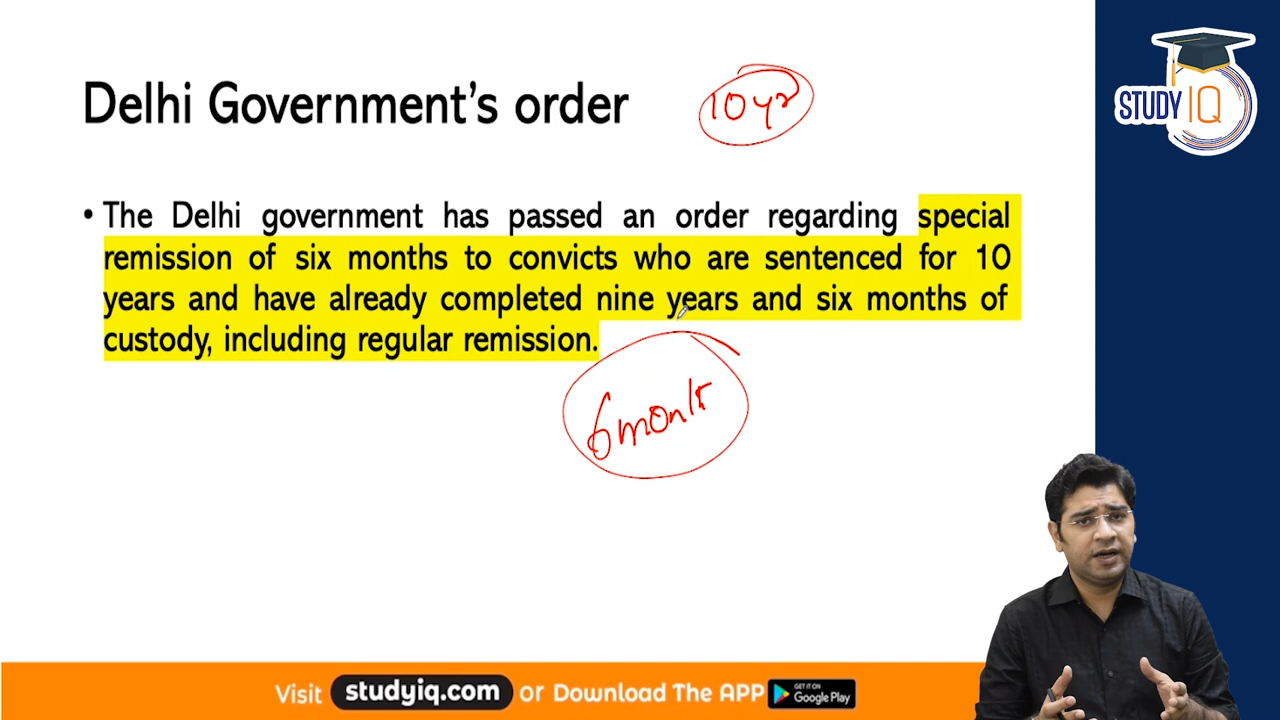 Delhi Government's order
10 yr
STUDY IQ
• The Delhi government has passed an order regarding special
remission of six months to convicts who are sentenced for 10
years and have already completed nine years and six months of
custody, including regular remission.
6 months
Visit studyiq.com or Download The APP
GET IT ON
Google Play